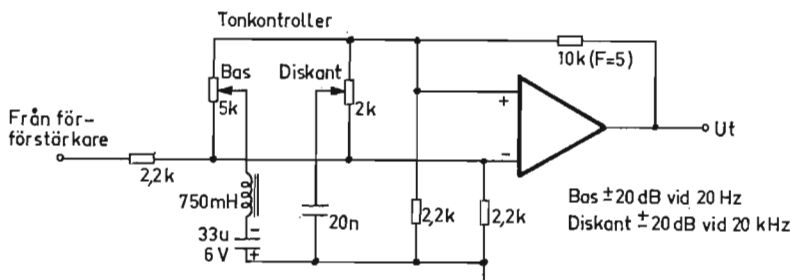 Tonkontroller
10k (F=5)
Bas
Diskant
5k
2k
+
-
Från för-
förstärkare
2,2k
Ut
750mH
20n
2,2k
2,2k
33u
6V
-
+
Bas ±20 dB vid 20 Hz
Diskant ±20 dB vid 20 kHz